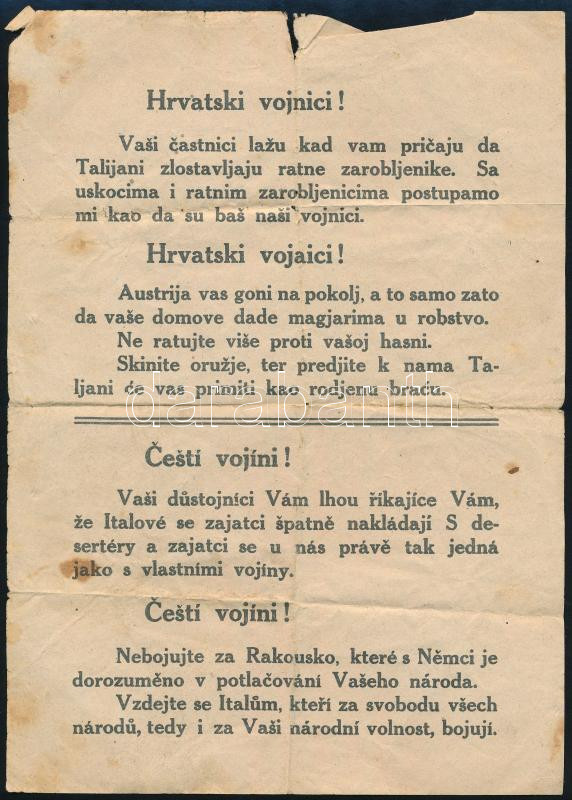 Hrvatski vojnici!
Vaši častnici lažu kad vam pričaju da
Talijani zlostavljaju ratne zarobljenike. Sa
uskocima i ratnim zarobljenicima postupamo
mi kao da su baš naši vojnici.
Hrvatski vojaici!
Austrija vas goni na pokolj, a to samo zato
da vaše domove dade magjarima u robstvo.
Ne ratujte više proti vašoj hasni.
Skinite oružje, ter predjite k nama Ta-
ljani će vas primiti kao rodjenu braću.
darabanth
Čeští vojíni!
Vaši důstojníci Vám lhou říkajíce Vám,
že Italové se zajatci špatně nakládají S de-
sertéry a zajatci se u nás právě tak jedná
jako s vlastními vojíny.
Čeští vojíni!
Nebojujte za Rakousko, které s Němci je
dorozuměno v potlačování Vašeho národa.
Vzdejte se Italům, kteří za svobodu všech
národů, tedy i za Vaši národní volnost, bojují.